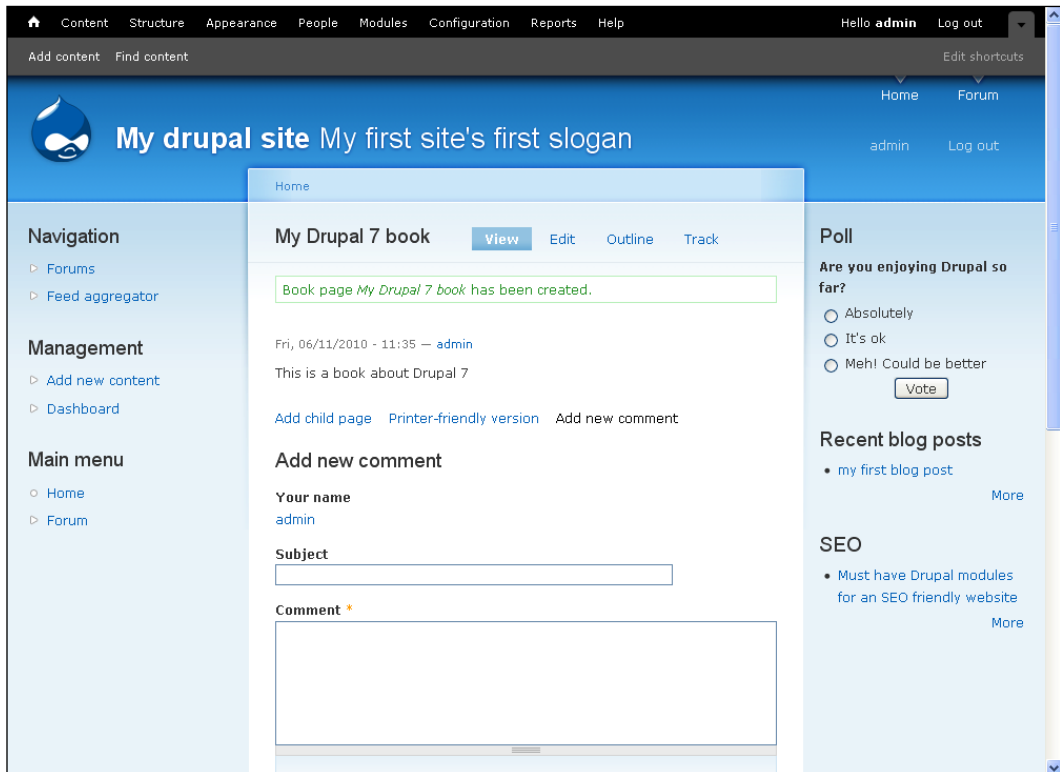 Content Structure Appearance People Modules Configuration Reports Help Hello admin Log out
Add content Find content Edit shortcuts
Home Forum
My drupal site My first site's first slogan
admin Log out
Home
Navigation
Forums
Feed aggregator
Management
Add new content
Dashboard
Main menu
Home
Forum
My Drupal 7 book View Edit Outline Track
Book page My Drupal 7 book has been created.
Fri, 06/11/2010 - 11:35 — admin
This is a book about Drupal 7
Add child page Printer-friendly version Add new comment
Add new comment
Your name
admin
Subject
Comment *
Poll
Are you enjoying Drupal so
far?
Absolutely
It's ok
Meh! Could be better
Vote
Recent blog posts
my first blog post
More
SEO
Must have Drupal modules
for an SEO friendly website
More